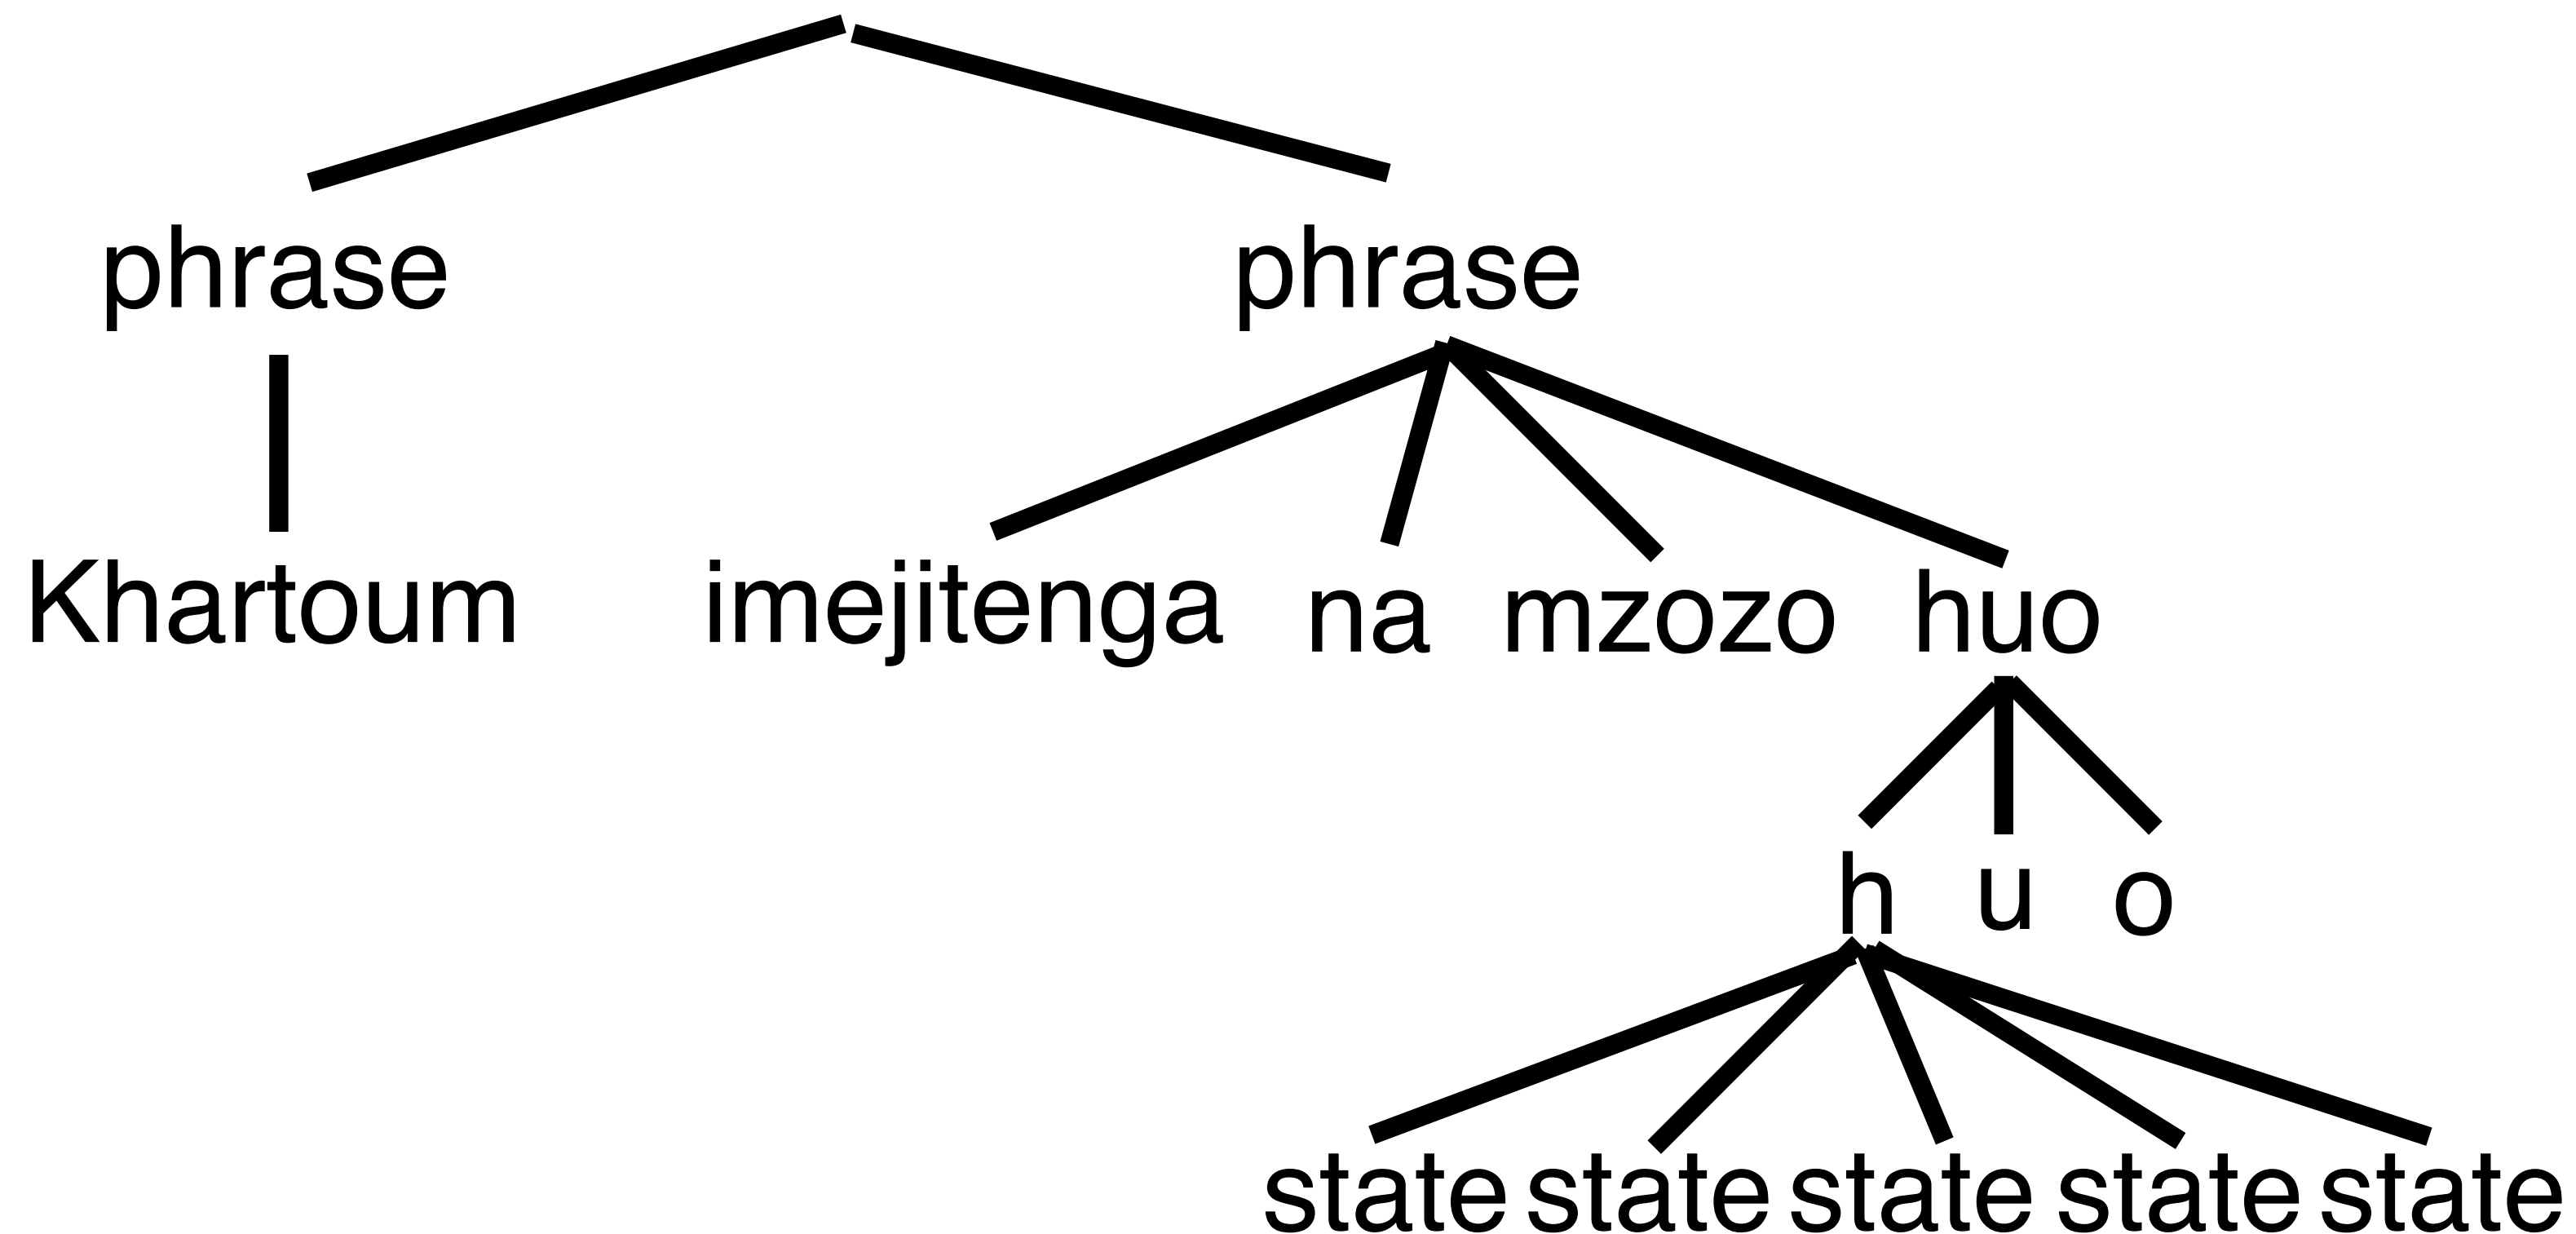 phrase phrase
Khartoum imejitenga na mzozo huo
h u o
state state state state state